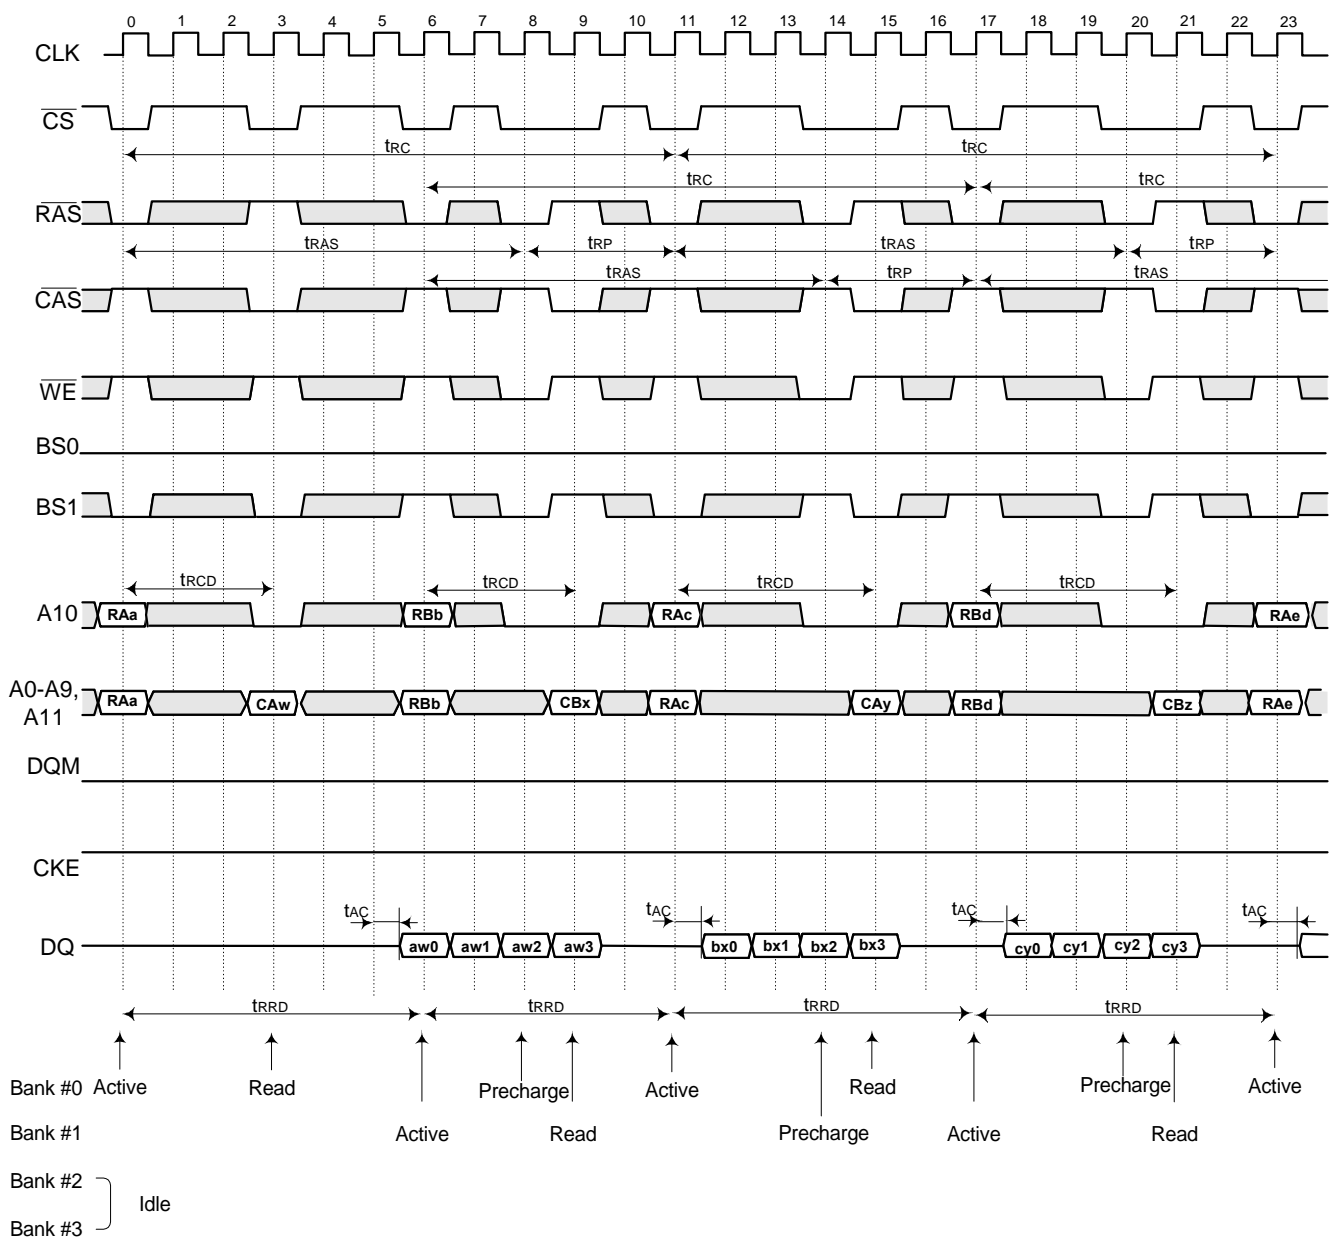 0 1 2 3 4 5 6 7 8 9 10 11 12 13 14 15 16 17 18 19 20 21 22 23
CLK
CS
tRC tRC
tRC tRC
RAS
tRAS tRP tRAS tRP
tRAS tRP tRAS
CAS
WE
BS0
BS1
tRCD tRCD tRCD tRCD
A10 RAa RBb RAc RBd RAe
A0-A9,
A11
RAa CAw RBb CBx RAc CAy RBd CBz RAe
DQM
CKE
tAC tAC tAC tAC
DQ aw0 aw1 aw2 aw3 bx0 bx1 bx2 bx3 cy0 cy1 cy2 cy3
tRRD tRRD tRRD tRRD
Bank #0 Active Read Precharge Active Read Precharge Active
Bank #1 Active Read Precharge Active Read
Bank #2
Idle
Bank #3